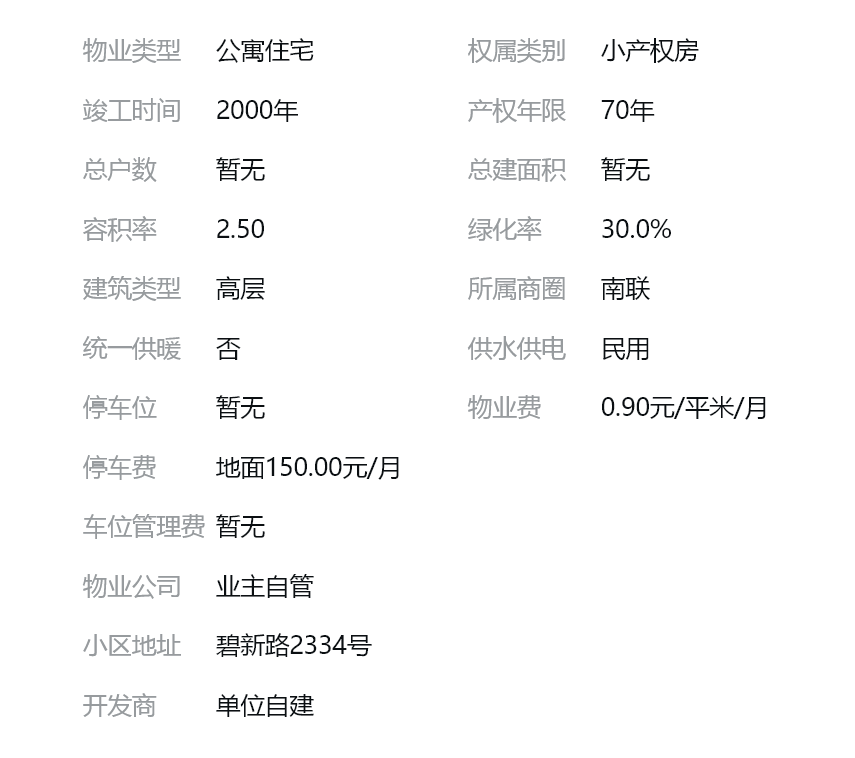 物业类型 公寓住宅 权属类别 小产权房
竣工时间 2000年 产权年限 70年
总户数 暂无 总建面积 暂无
容积率 2.50 绿化率 30.0%
建筑类型 高层 所属商圈 南联
统一供暖 否 供水供电 民用
停车位 暂无 物业费 0.90元/平米/月
停车费 地面150.00元/月
车位管理费 暂无
物业公司 业主自管
小区地址 碧新路2334号
开发商 单位自建